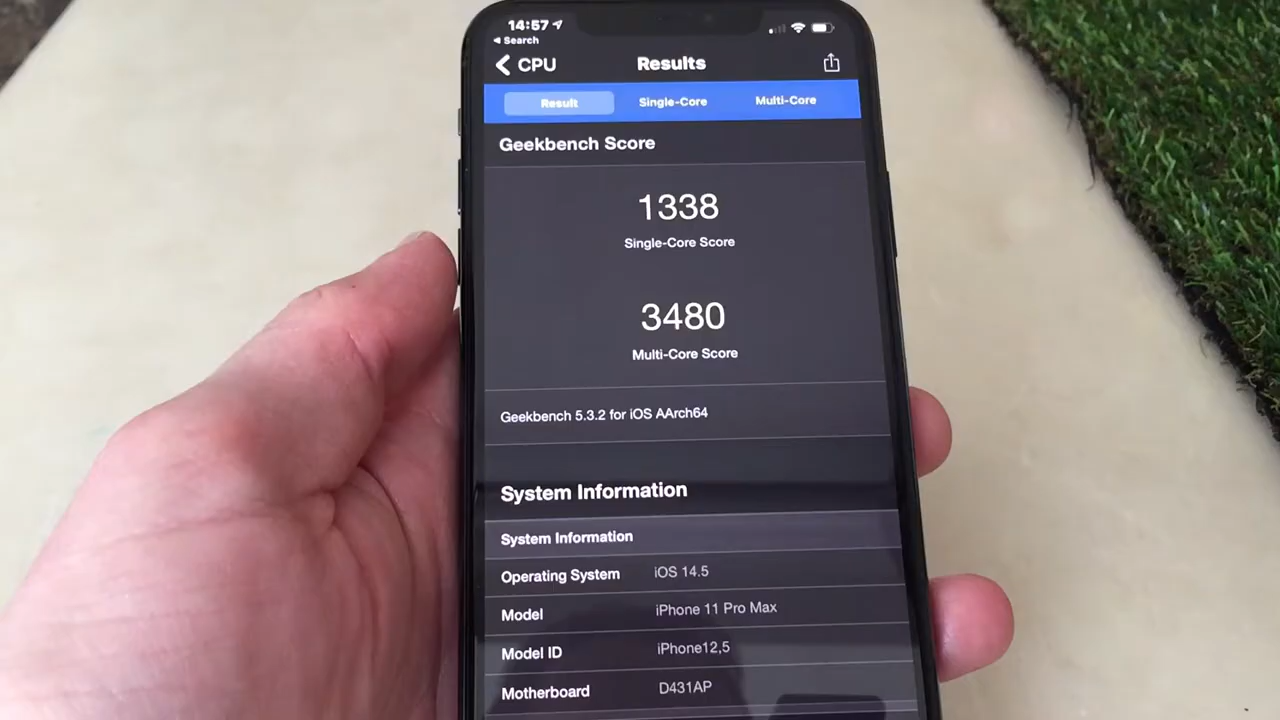 14:57
Search
CPU Results
Result Single-Core Multi-Core
Geekbench Score
1338
Single-Core Score
3480
Multi-Core Score
Geekbench 5.3.2 for iOS AArch64
System Information
System Information
Operating System iOS 14.5
Model iPhone 11 Pro Max
Model ID iPhone12,5
Motherboard D431AP